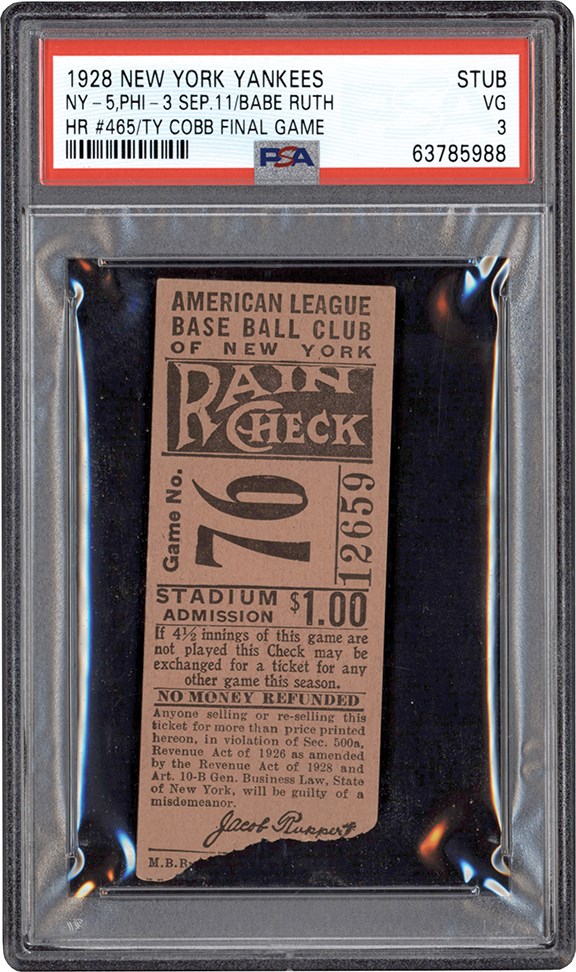 1928 NEW YORK YANKEES STUB
NY-5,PHI-3 SEP.11/BABE RUTH VG
HR #465/TY COBB FINAL GAME 3
PSA 63785988
AMERICAN LEAGUE
BASE BALL CLUB
OF NEW YORK
RAIN
CHECK
Game No.
76
12659
STADIUM
ADMISSION $1.00
If 4½ innings of this game are
not played this Check may be
exchanged for a ticket for any
other game this season.
NO MONEY REFUNDED
Anyone selling or re-selling this
ticket for more than price printed
hereon, in violation of Sec. 500a,
Revenue Act of 1926 as amended
by the Revenue Act of 1928 and
Art. 10-B Gen. Business Law, State
of New York, will be guilty of a
misdemeanor.
Jacob Ruppert
M.B.R